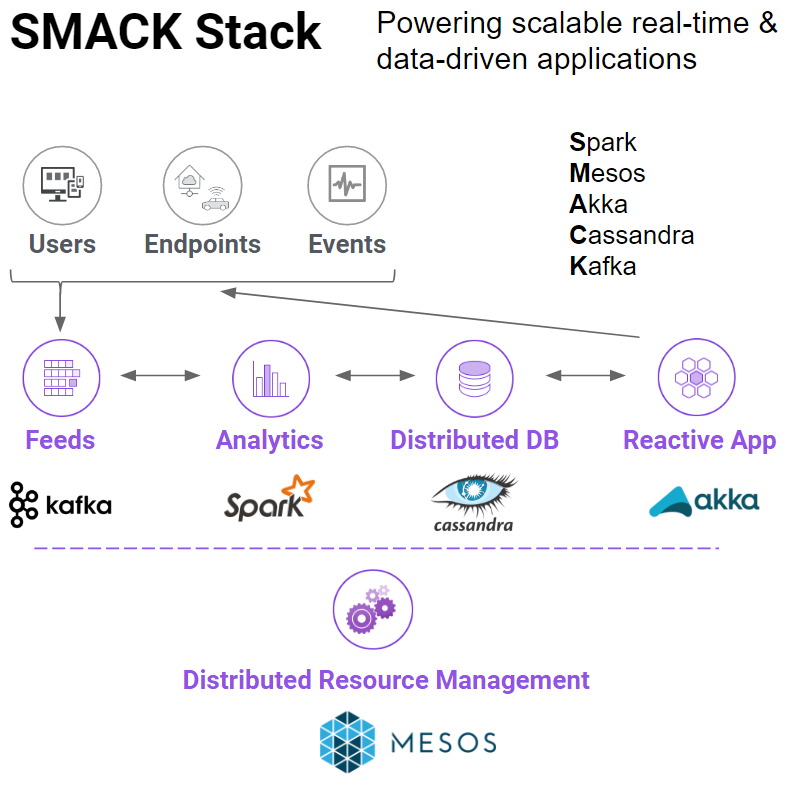 SMACK Stack
Powering scalable real-time &
data-driven applications
Spark
Mesos
Akka
Cassandra
Kafka
Users
Endpoints
Events
Feeds
Analytics
Distributed DB
Reactive App
kafka
Spark
cassandra
akka
Distributed Resource Management
MESOS